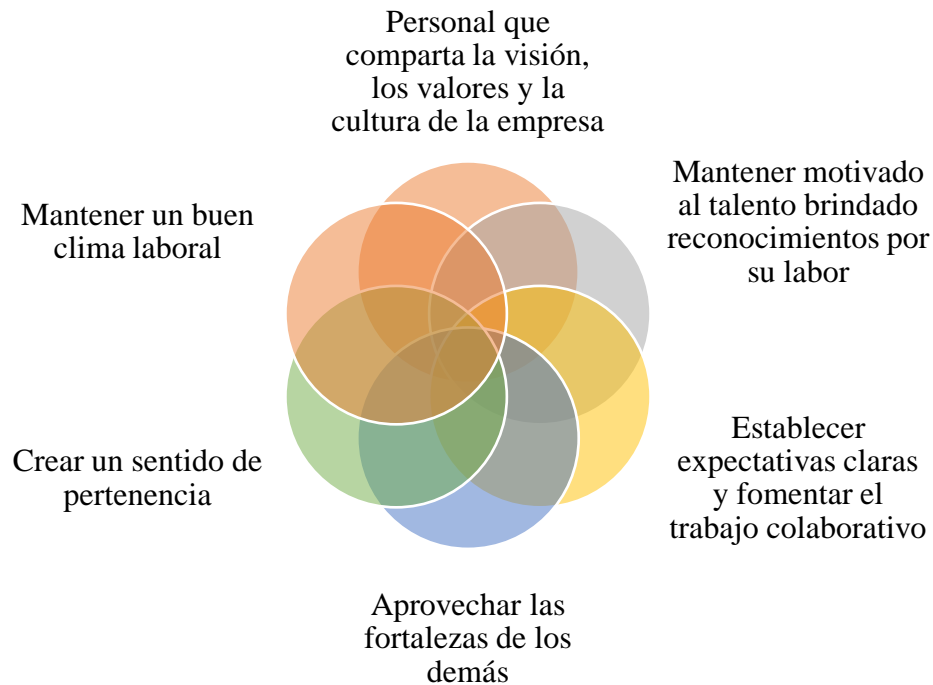 Personal que
comparta la visión,
los valores y la
cultura de la empresa
Mantener motivado
al talento brindado
reconocimientos por
su labor
Establecer
expectativas claras
y fomentar el
trabajo colaborativo
Aprovechar las
fortalezas de los
demás
Crear un sentido de
pertenencia
Mantener un buen
clima laboral